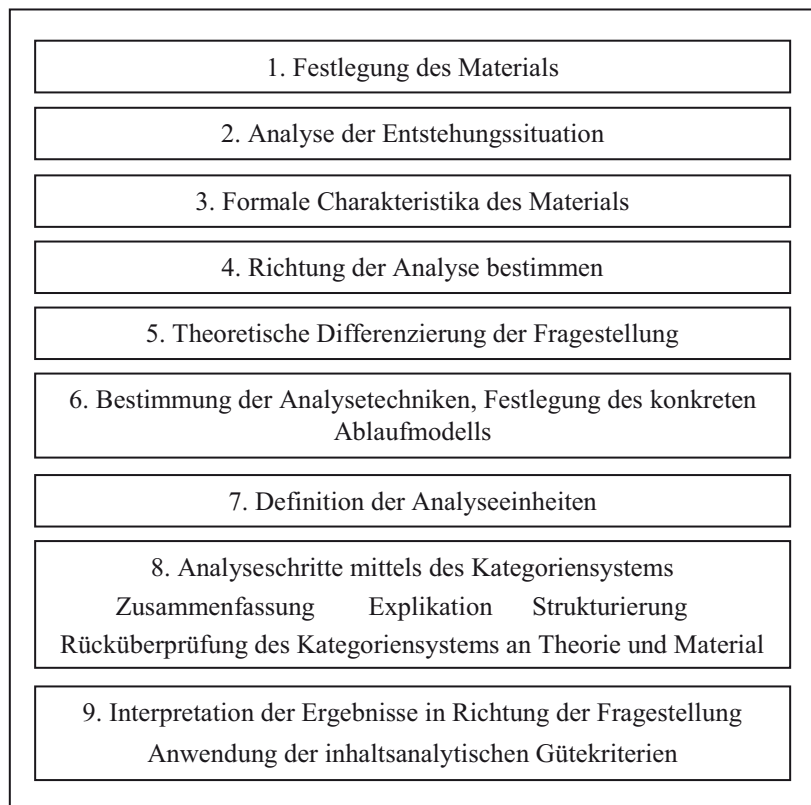 1. Festlegung des Materials
2. Analyse der Entstehungssituation
3. Formale Charakteristika des Materials
4. Richtung der Analyse bestimmen
5. Theoretische Differenzierung der Fragestellung
6. Bestimmung der Analysetechniken, Festlegung des konkreten
Ablaufmodells
7. Definition der Analyseeinheiten
8. Analyseschritte mittels des Kategoriensystems
Zusammenfassung Explikation Strukturierung
Rücküberprüfung des Kategoriensystems an Theorie und Material
9. Interpretation der Ergebnisse in Richtung der Fragestellung
Anwendung der inhaltsanalytischen Gütekriterien